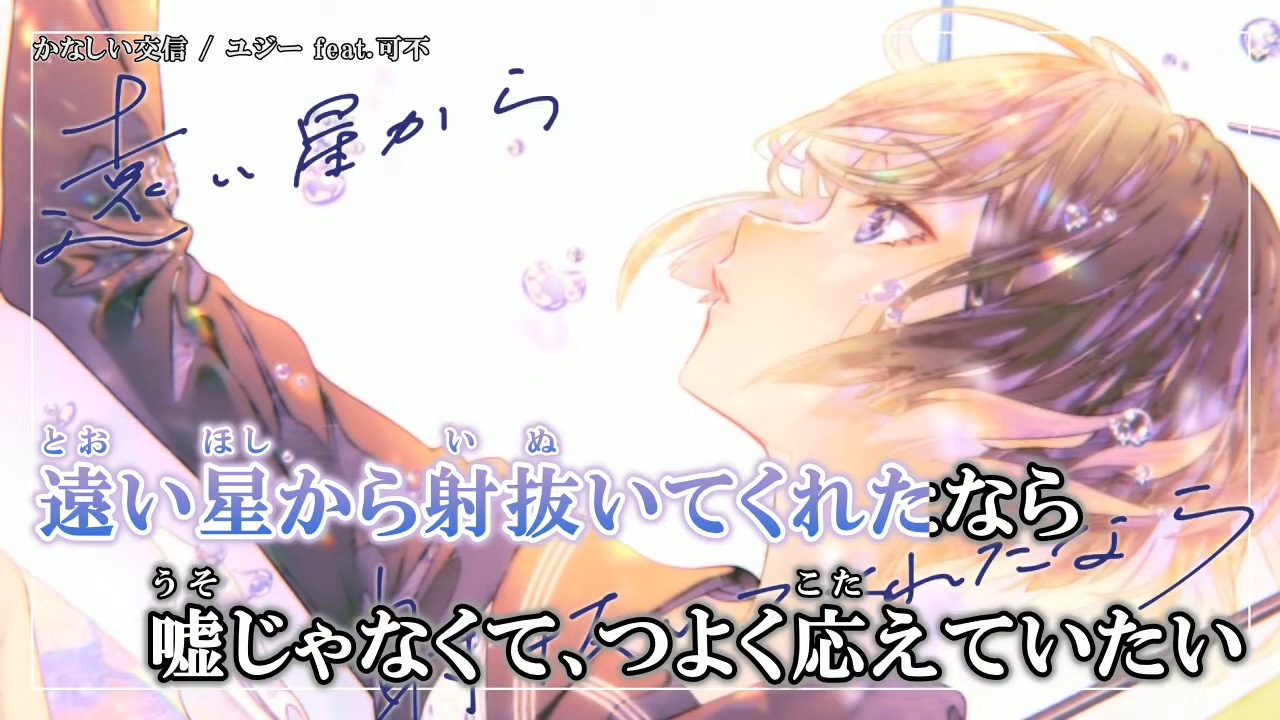 かなしい交信 / ユジー feat.可不
遠い星から
とお ほし い ぬ
遠い星から射抜いてくれたなら
うそ こた
嘘じゃなくて、つよく応えていたい